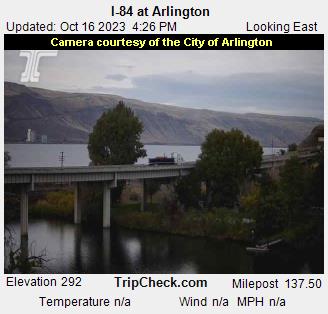 I-84 at Arlington
Updated: Oct 16 2023 4:26 PM Looking East
Camera courtesy of the City of Arlington
Elevation 292 TripCheck.com Milepost 137.50
Temperature n/a Wind n/a MPH n/a